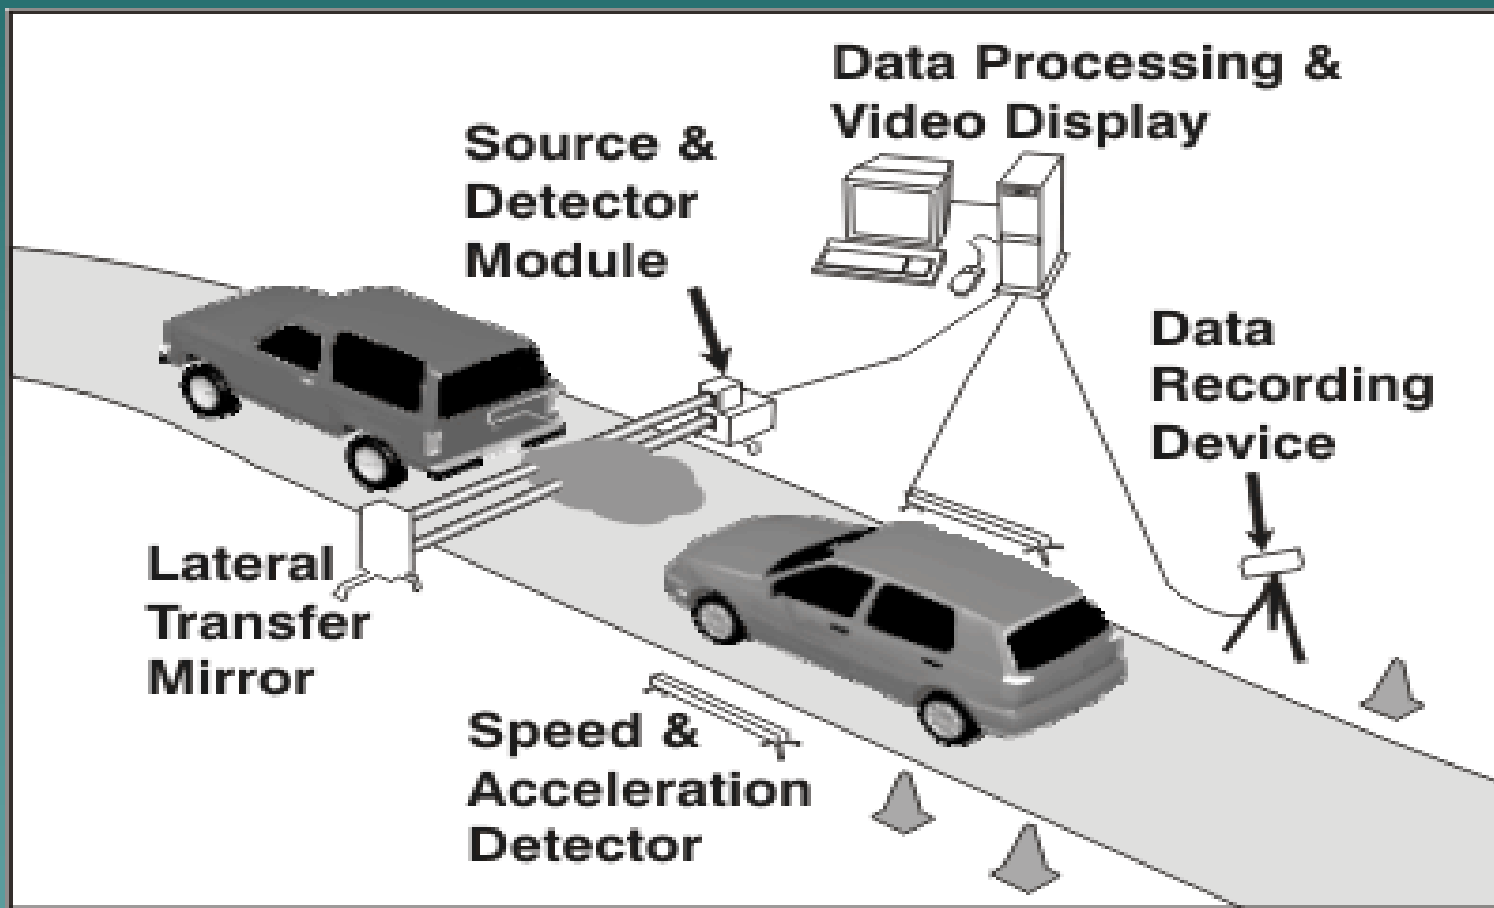 Data Processing &
Video Display
Source &
Detector
Module
Data
Recording
Device
Lateral
Transfer
Mirror
Speed &
Acceleration
Detector